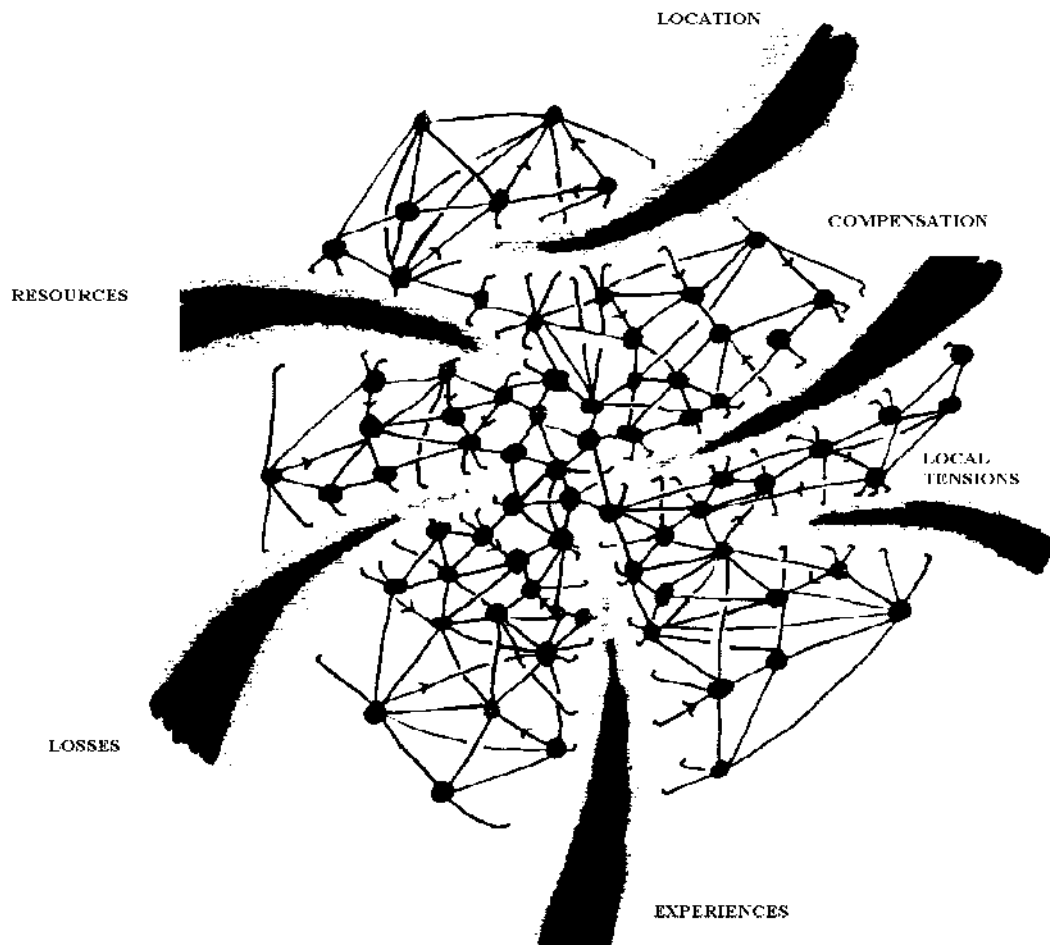 LOCATION
COMPENSATION
RESOURCES
LOCAL
TENSIONS
LOSSES
EXPERIENCES